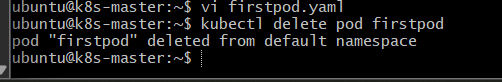 ubuntu@k8s-master:~$ vi firstpod.yaml
ubuntu@k8s-master:~$ kubectl delete pod firstpod
pod "firstpod" deleted from default namespace
ubuntu@k8s-master:~$